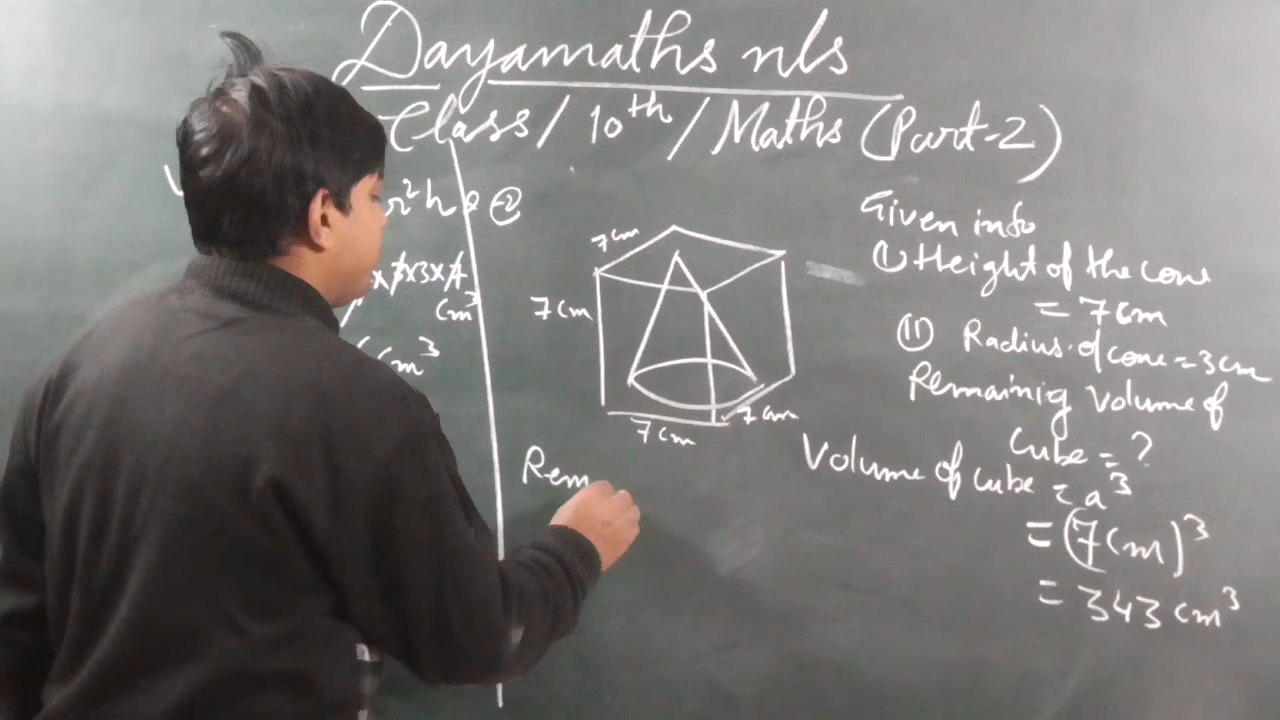 Dayamaths nls
Class/10th/Maths (Part-2)
r²h
cm³
cm³
7cm
7cm
7cm
7cm
Rem
Given info
(I) Height of the cone
= 7cm
(II) Radius of cone = 3cm
Remainig Volume of
Cube = ?
Volume of cube = a³
= (7cm)³
= 343 cm³